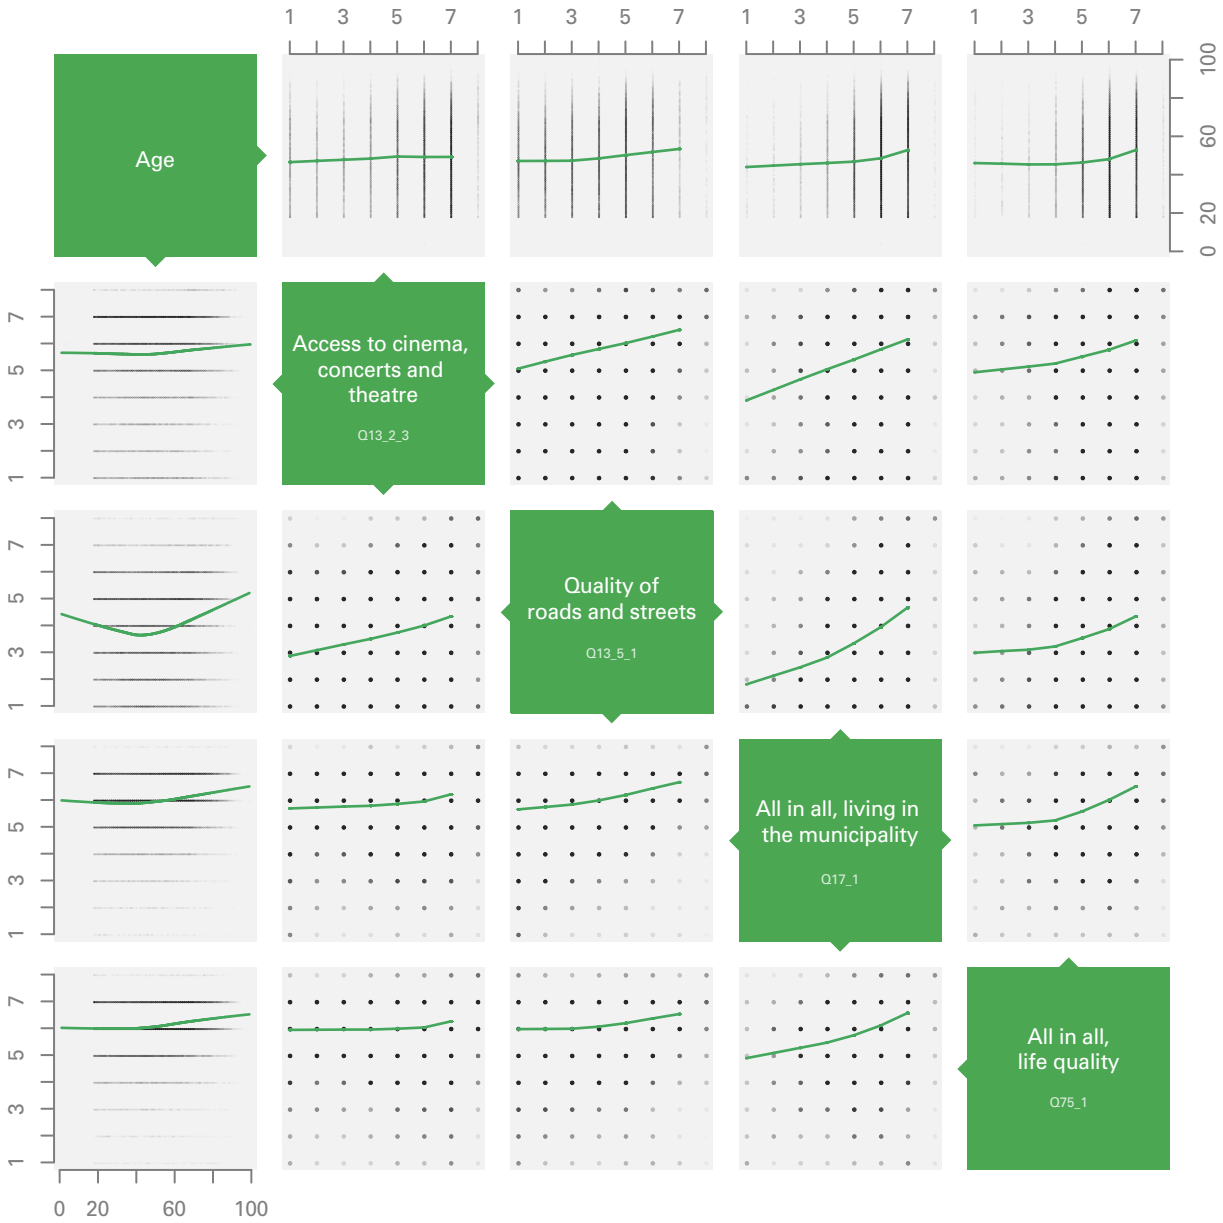 1 3 5 7 1 3 5 7 1 3 5 7 1 5 7
Age
100
60
20
0
7
5
3
1
Access to cinema,
concerts and
theatre
Q13_2_3
7
5
3
1
Quality of
roads and streets
Q13_5_1
7
5
3
1
All in all, living in
the municipality
Q17_1
7
5
3
1
All in all,
life quality
Q75_1
0 20 60 100